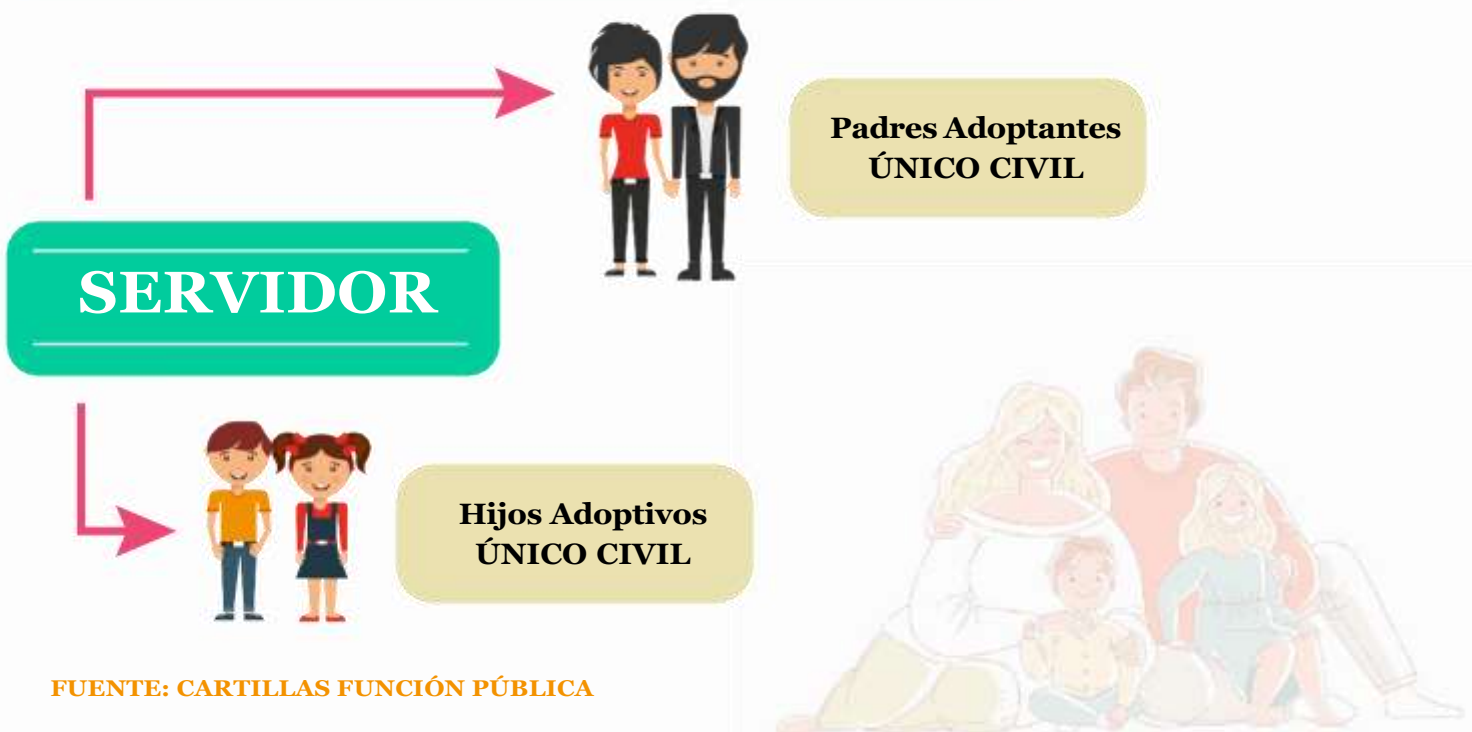 Padres Adoptantes
ÚNICO CIVIL
SERVIDOR
Hijos Adoptivos
ÚNICO CIVIL
FUENTE: CARTILLAS FUNCIÓN PÚBLICA